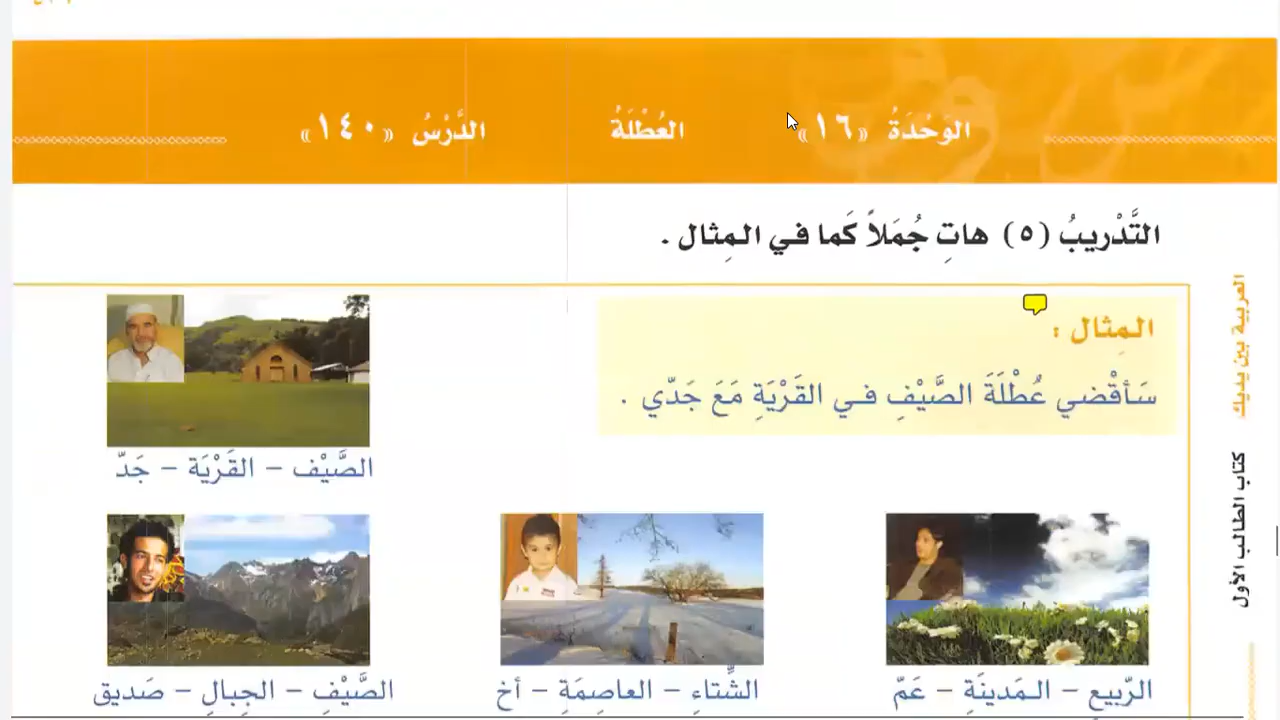 الوَحْدَةُ «١٦» العُطْلَةُ الدَّرْسُ «١٤٠»
التَّدْريبُ (٥) هاتِ جُمَلاً كَما في المِثال .
المِثال :
سَأَقْضي عُطْلَةَ الصَّيْفِ في القَرْيَةِ مَعَ جَدّي .
الصَّيْف – القَرْيَة – جَدّ
الرّبيع – المَدينَةِ – عَمّ
الشِّتاءِ – العاصِمَةِ – أخ
الصَّيْفِ – الجِبالِ – صَديق
العربية بين يديك
كتاب الطالب الأول